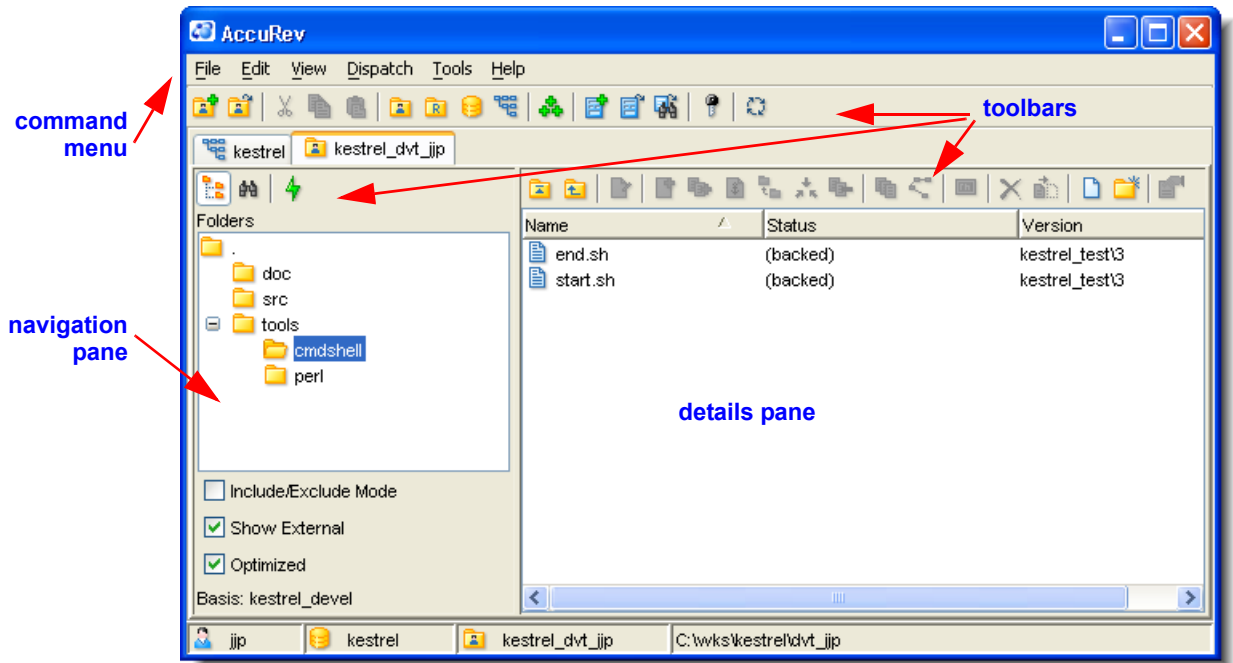 AccuRev
File Edit View Dispatch Tools Help
command
menu
toolbars
kestrel kestrel_dvt_jjp
Folders
.
doc
src
tools
cmdshell
perl
navigation
pane
Name Status Version
end.sh (backed) kestrel_test\3
start.sh (backed) kestrel_test\3
details pane
Include/Exclude Mode
Show External
Optimized
Basis: kestrel_devel
jjp kestrel kestrel_dvt_jjp C:\wks\kestrel\dvt_jjp